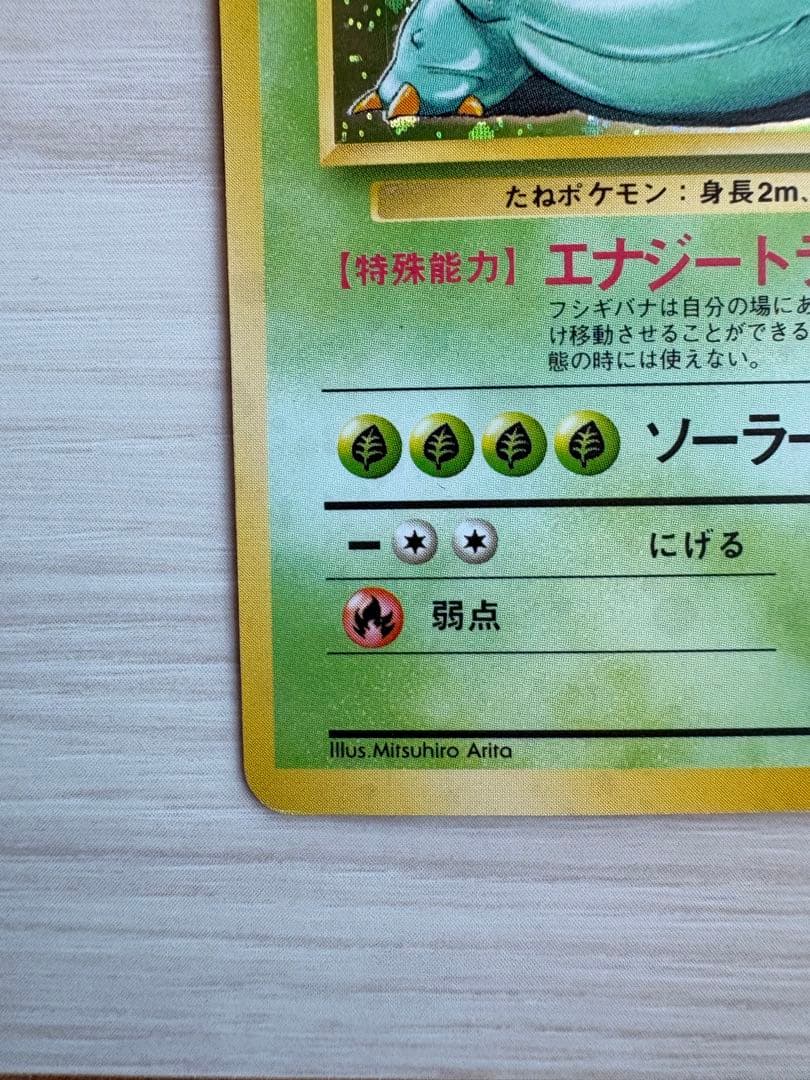 たねポケモン：身長2m、
【特殊能力】 エナジートラ
フシギバナは自分の場にあ
け移動させることができる
態の時には使えない。
ソーラー
ー にげる
弱点
Illus.Mitsuhiro Arita